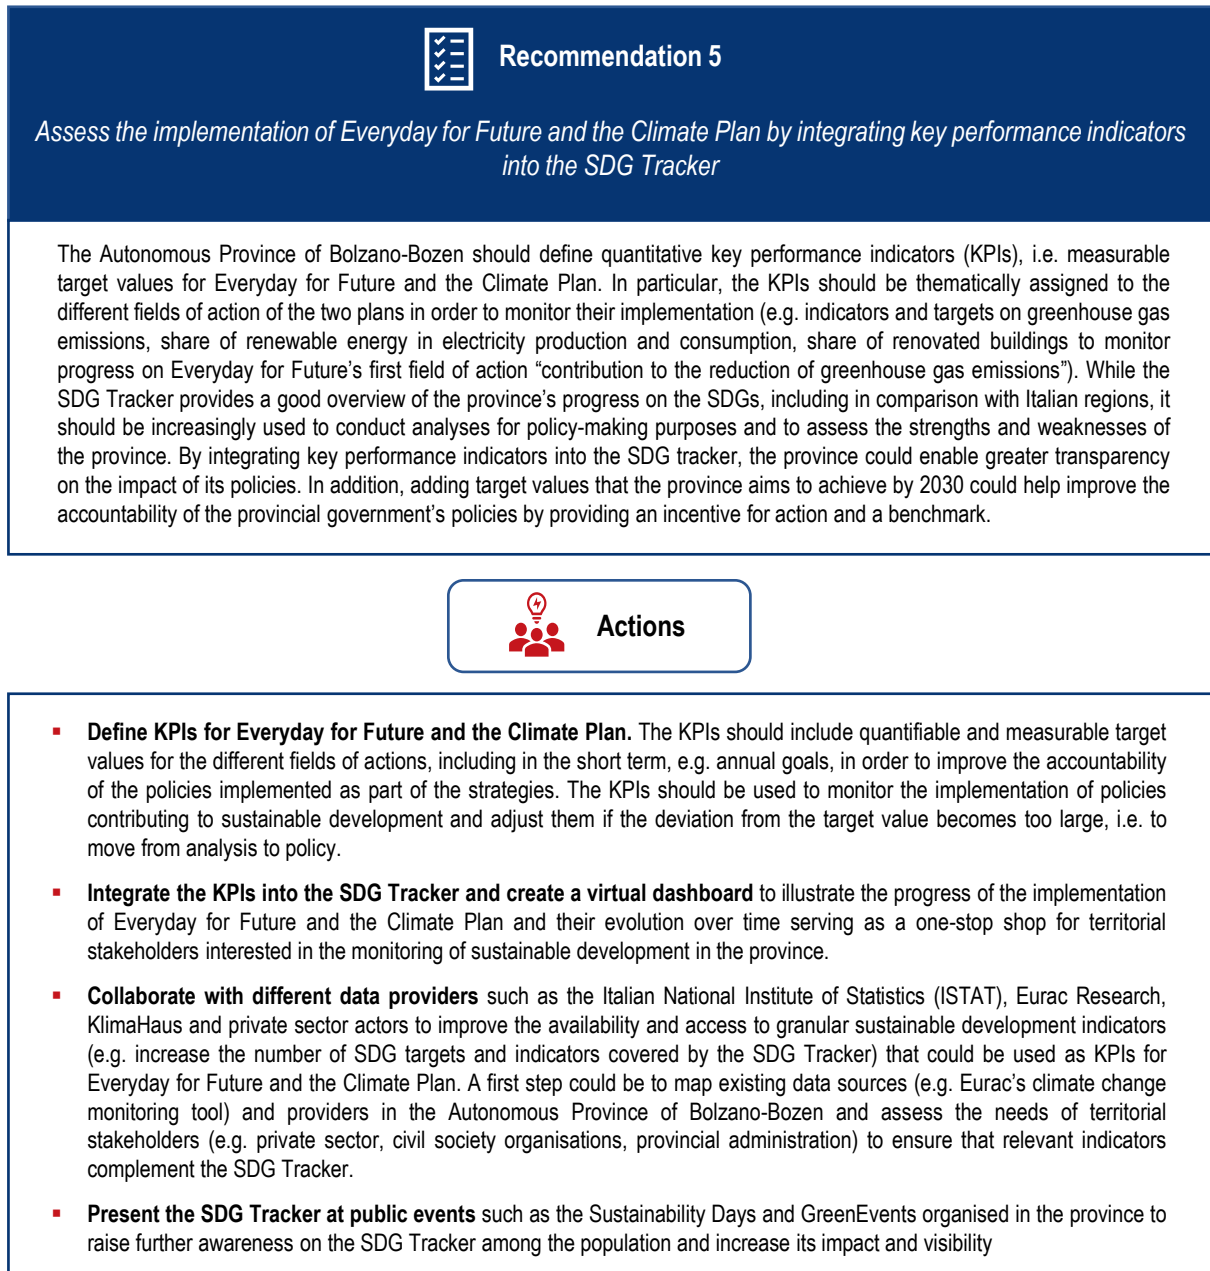 Recommendation 5
Assess the implementation of Everyday for Future and the Climate Plan by integrating key performance indicators
into the SDG Tracker
The Autonomous Province of Bolzano-Bozen should define quantitative key performance indicators (KPIs), i.e. measurable
target values for Everyday for Future and the Climate Plan. In particular, the KPIs should be thematically assigned to the
different fields of action of the two plans in order to monitor their implementation (e.g. indicators and targets on greenhouse gas
emissions, share of renewable energy in electricity production and consumption, share of renovated buildings to monitor
progress on Everyday for Future's first field of action “contribution to the reduction of greenhouse gas emissions”). While the
SDG Tracker provides a good overview of the province's progress on the SDGs, including in comparison with Italian regions, it
should be increasingly used to conduct analyses for policy-making purposes and to assess the strengths and weaknesses of
the province. By integrating key performance indicators into the SDG tracker, the province could enable greater transparency
on the impact of its policies. In addition, adding target values that the province aims to achieve by 2030 could help improve the
accountability of the provincial government's policies by providing an incentive for action and a benchmark.
Actions
▪ Define KPIs for Everyday for Future and the Climate Plan. The KPIs should include quantifiable and measurable target
values for the different fields of actions, including in the short term, e.g. annual goals, in order to improve the accountability
of the policies implemented as part of the strategies. The KPIs should be used to monitor the implementation of policies
contributing to sustainable development and adjust them if the deviation from the target value becomes too large, i.e. to
move from analysis to policy.
▪ Integrate the KPIs into the SDG Tracker and create a virtual dashboard to illustrate the progress of the implementation
of Everyday for Future and the Climate Plan and their evolution over time serving as a one-stop shop for territorial
stakeholders interested in the monitoring of sustainable development in the province.
▪ Collaborate with different data providers such as the Italian National Institute of Statistics (ISTAT), Eurac Research,
KlimaHaus and private sector actors to improve the availability and access to granular sustainable development indicators
(e.g. increase the number of SDG targets and indicators covered by the SDG Tracker) that could be used as KPIs for
Everyday for Future and the Climate Plan. A first step could be to map existing data sources (e.g. Eurac's climate change
monitoring tool) and providers in the Autonomous Province of Bolzano-Bozen and assess the needs of territorial
stakeholders (e.g. private sector, civil society organisations, provincial administration) to ensure that relevant indicators
complement the SDG Tracker.
▪ Present the SDG Tracker at public events such as the Sustainability Days and GreenEvents organised in the province to
raise further awareness on the SDG Tracker among the population and increase its impact and visibility